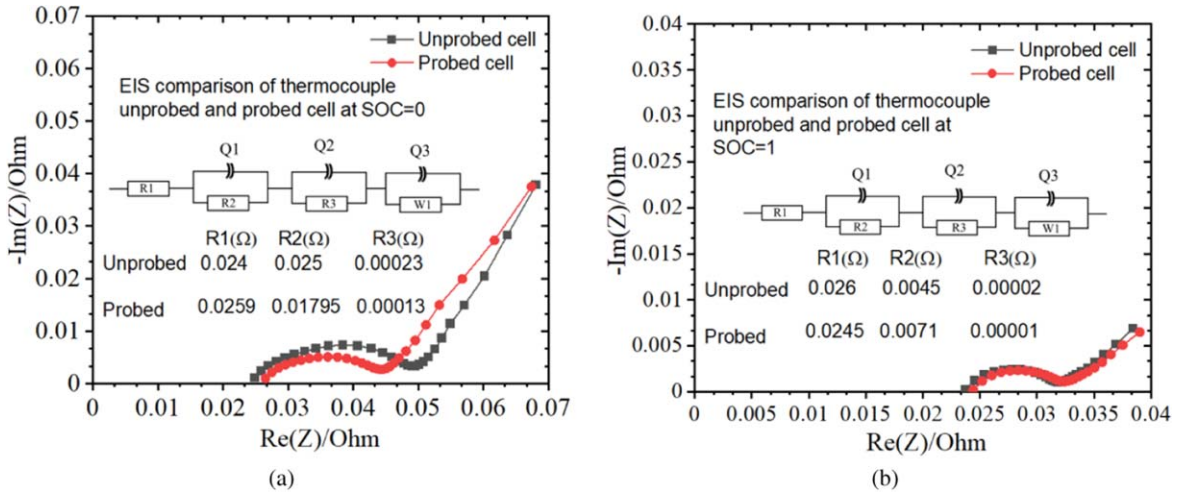 Unprobed cell
Probed cell
EIS comparison of thermocouple
unprobed and probed cell at SOC=0
Q1 Q2 Q3
R1 R2 R3 W1
R1(Ω) R2(Ω) R3(Ω)
Unprobed 0.024 0.025 0.00023
Probed 0.0259 0.01795 0.00013
-Im(Z)/Ohm
0.07
0.06
0.05
0.04
0.03
0.02
0.01
0
0 0.01 0.02 0.03 0.04 0.05 0.06 0.07
Re(Z)/Ohm
(a)
Unprobed cell
Probed cell
EIS comparison of thermocouple
unprobed and probed cell at
SOC=1
Q1 Q2 Q3
R1 R2 R3 W1
R1(Ω) R2(Ω) R3(Ω)
Unprobed 0.026 0.0045 0.00002
Probed 0.0245 0.0071 0.00001
-Im(Z)/Ohm
0.04
0.035
0.03
0.025
0.02
0.015
0.01
0.005
0
0 0.005 0.01 0.015 0.02 0.025 0.03 0.035 0.04
Re(Z)/Ohm
(b)